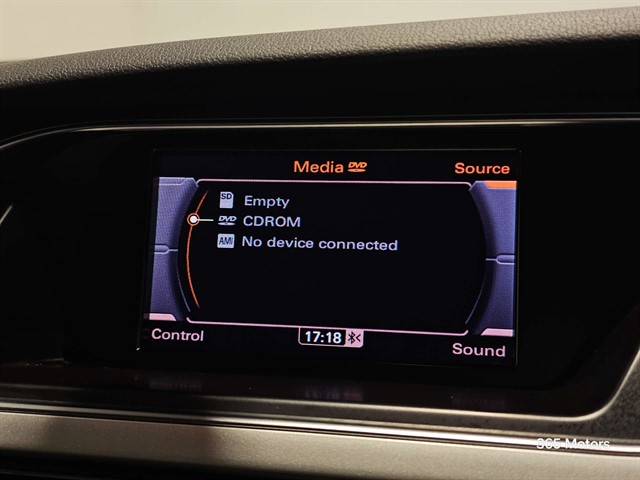 Media DVD
Source
SD Empty
DVD CDROM
AMI No device connected
Control
17:18
Sound
365 Motors